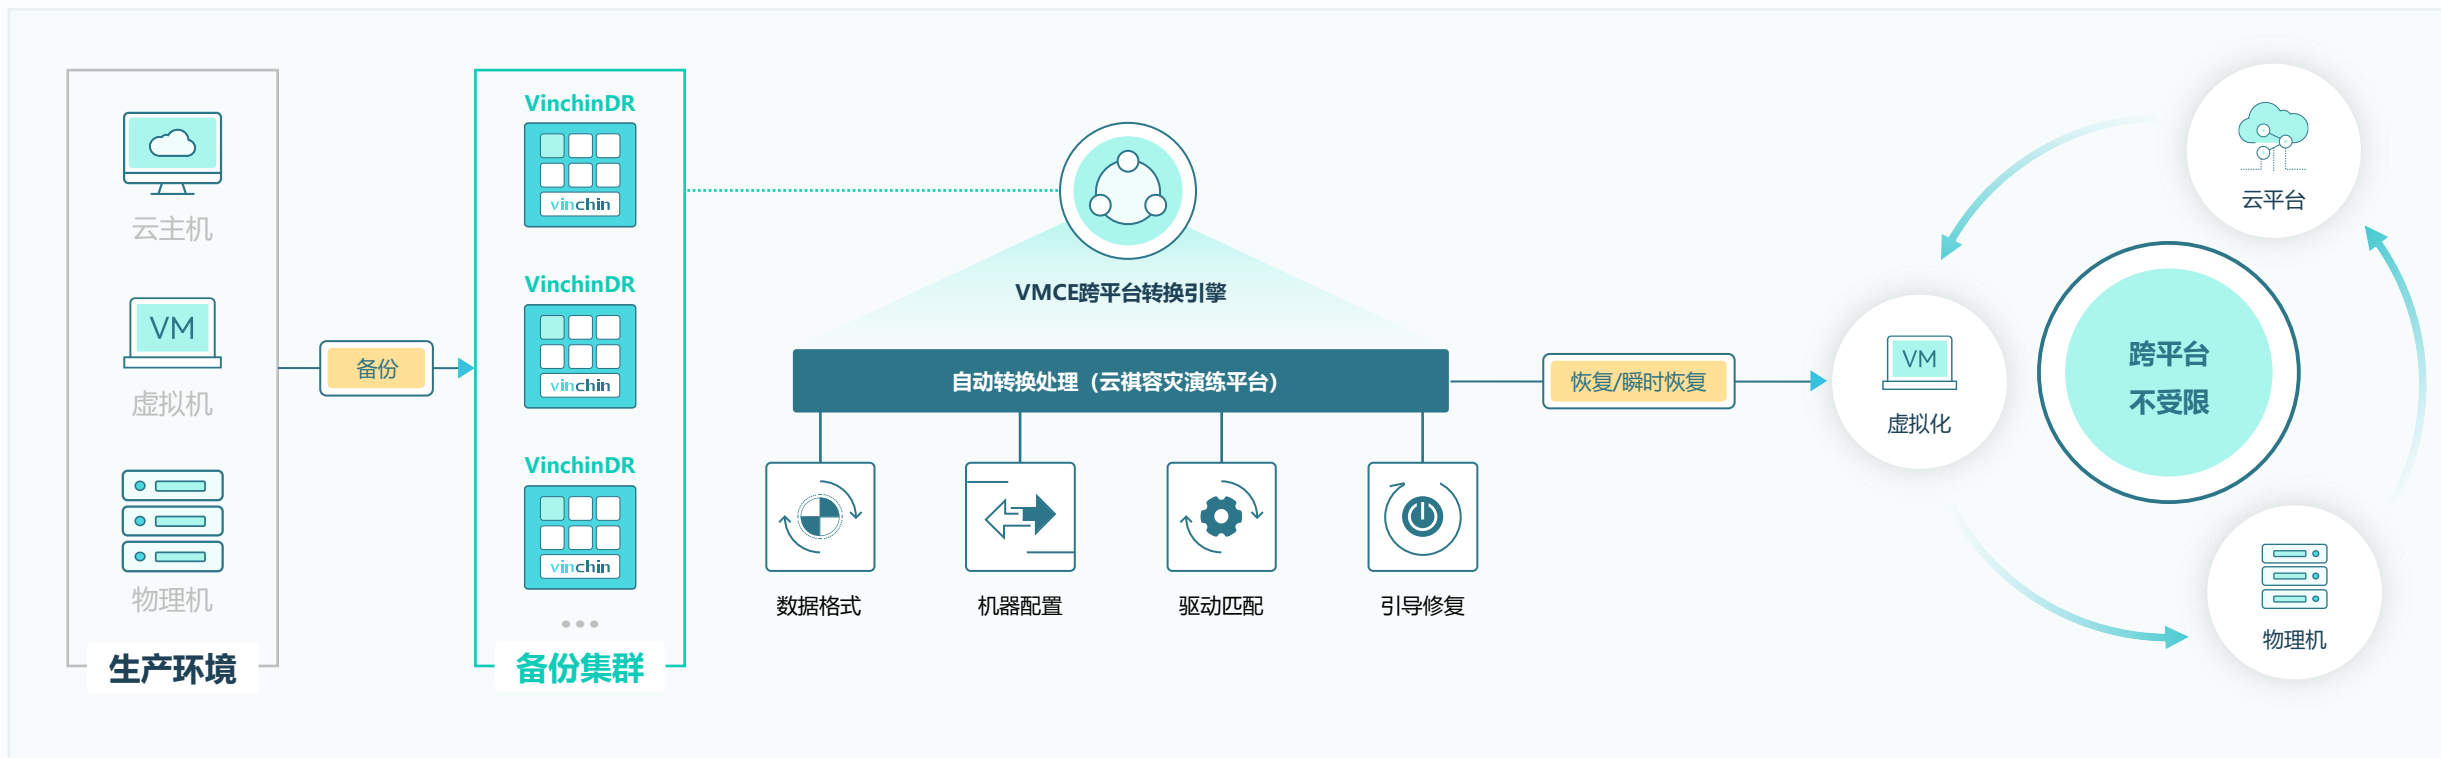 云主机
VM
虚拟机
物理机
生产环境
备份
VinchinDR
vinchin
VinchinDR
vinchin
VinchinDR
vinchin
备份集群
VMCE跨平台转换引擎
自动转换处理（云祺容灾演练平台）
数据格式
机器配置
驱动匹配
引导修复
恢复/瞬时恢复
云平台
VM
虚拟化
跨平台
不受限
物理机